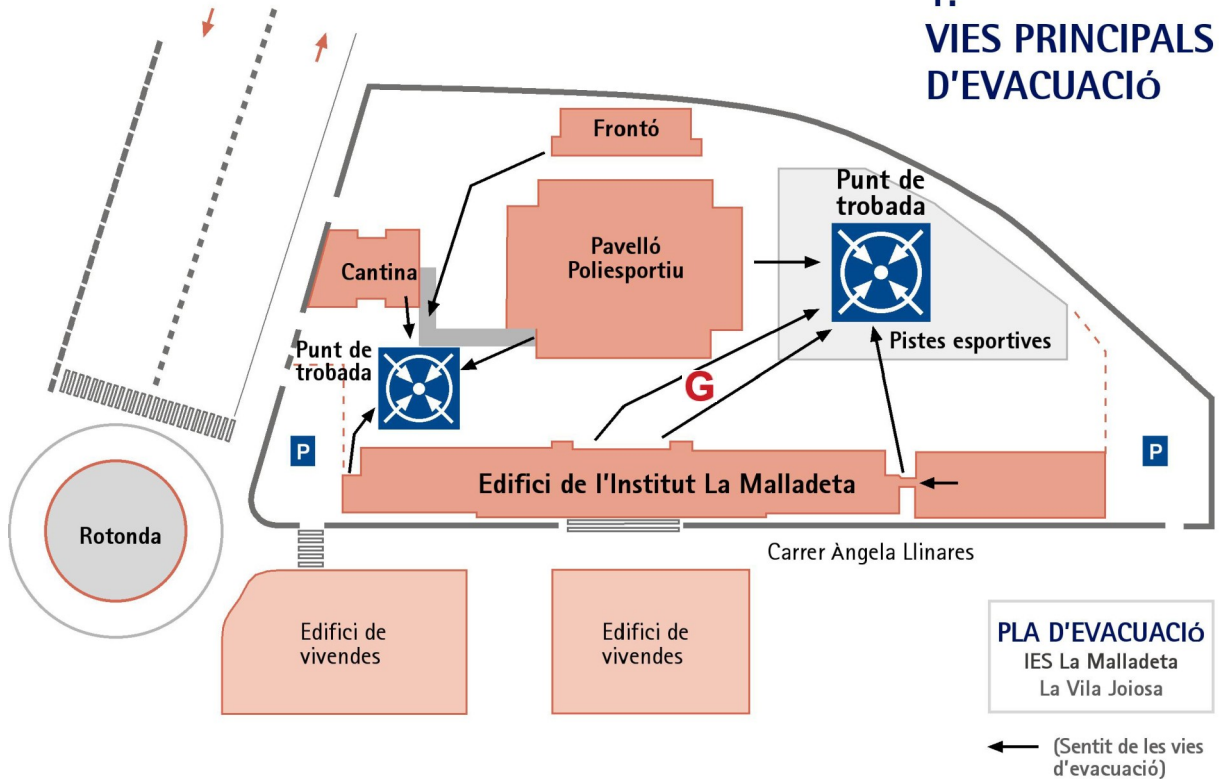 VIES PRINCIPALS
D'EVACUACIÓ
Frontó
Punt de
trobada
Pavelló
Poliesportiu
Cantina
Pistes esportives
Punt de
trobada
G
P
P
Edifici de l'Institut La Malladeta
Rotonda
Carrer Àngela Llinares
Edifici de
vivendes
Edifici de
vivendes
PLA D'EVACUACIÓ
IES La Malladeta
La Vila Joiosa
(Sentit de les vies
d'evacuació)